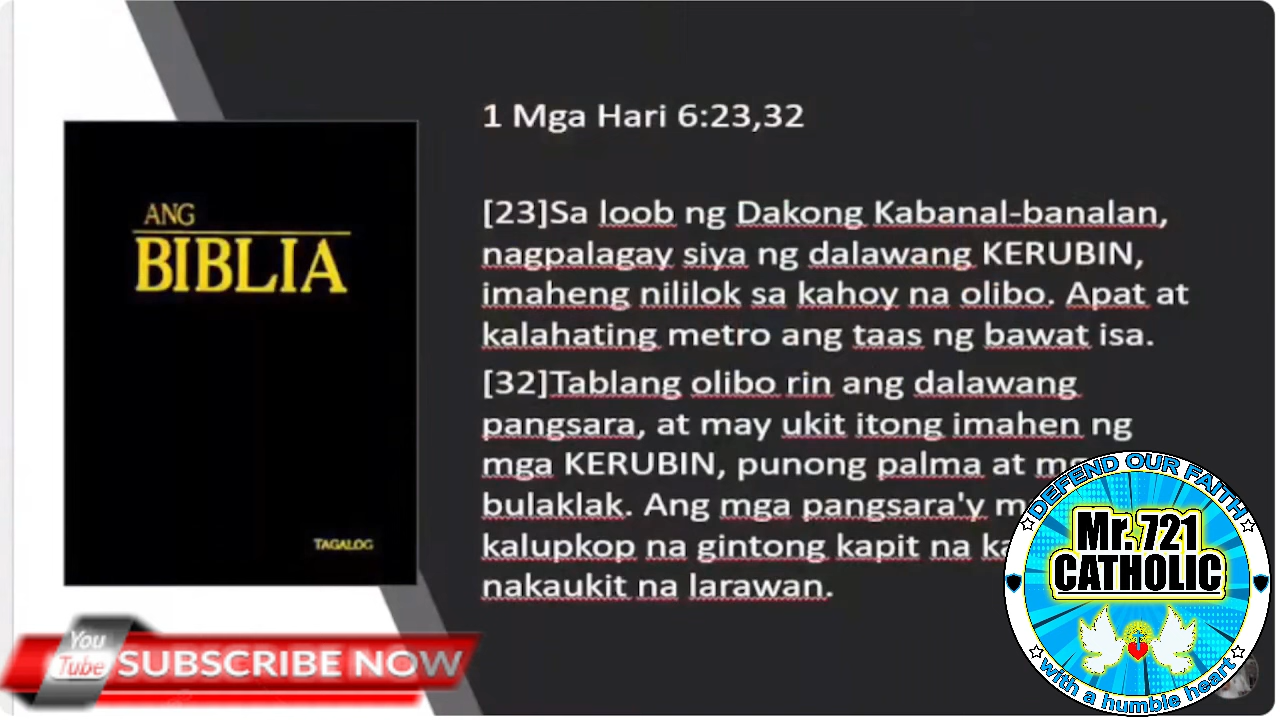 1 Mga Hari 6:23,32
[23]Sa loob ng Dakong Kabanal-banalan,
nagpalagay siya ng dalawang KERUBIN,
imaheng nililok sa kahoy na olibo. Apat at
kalahating metro ang taas ng bawat isa.
[32]Tablang olibo rin ang dalawang
pangsara, at may ukit itong imahen ng
mga KERUBIN, punong palma at
bulaklak. Ang mga pangsara'y
kalupkop na gintong kapit na
nakaukit na larawan.
ANG
BIBLIA
TAGALOG
You
Tube
SUBSCRIBE NOW
DEFEND OUR FAITH
Mr. 721
CATHOLIC
with a humble heart